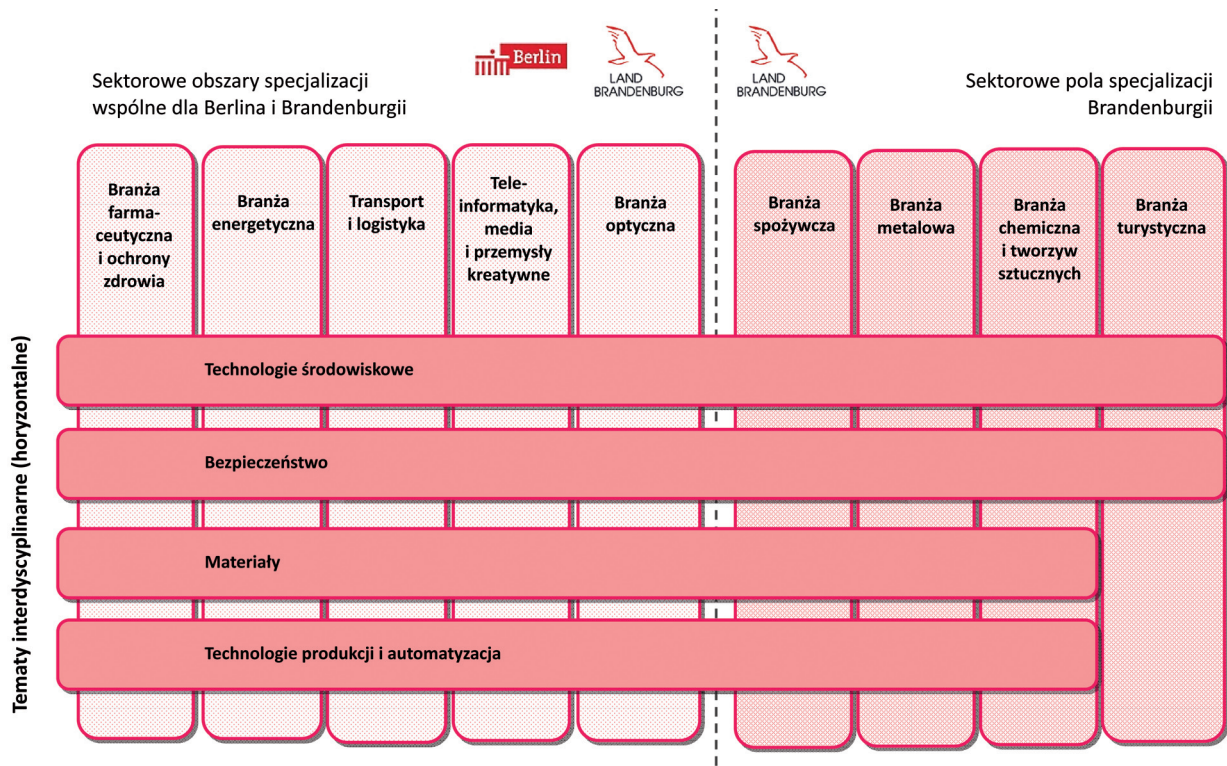 Berlin
LAND
BRANDENBURG
LAND
BRANDENBURG
Sektorowe obszary specjalizacji
wspólne dla Berlina i Brandenburgii
Sektorowe pola specjalizacji
Brandenburgii
Branża
farma-
ceutyczna
i ochrony
zdrowia
Branża
energetyczna
Transport
i logistyka
Tele-
informatyka,
media
i przemysły
kreatywne
Branża
optyczna
Branża
spożywcza
Branża
metalowa
Branża
chemiczna
i tworzyw
sztucznych
Branża
turystyczna
Tematy interdyscyplinarne (horyzontalne)
Technologie środowiskowe
Bezpieczeństwo
Materiały
Technologie produkcji i automatyzacja